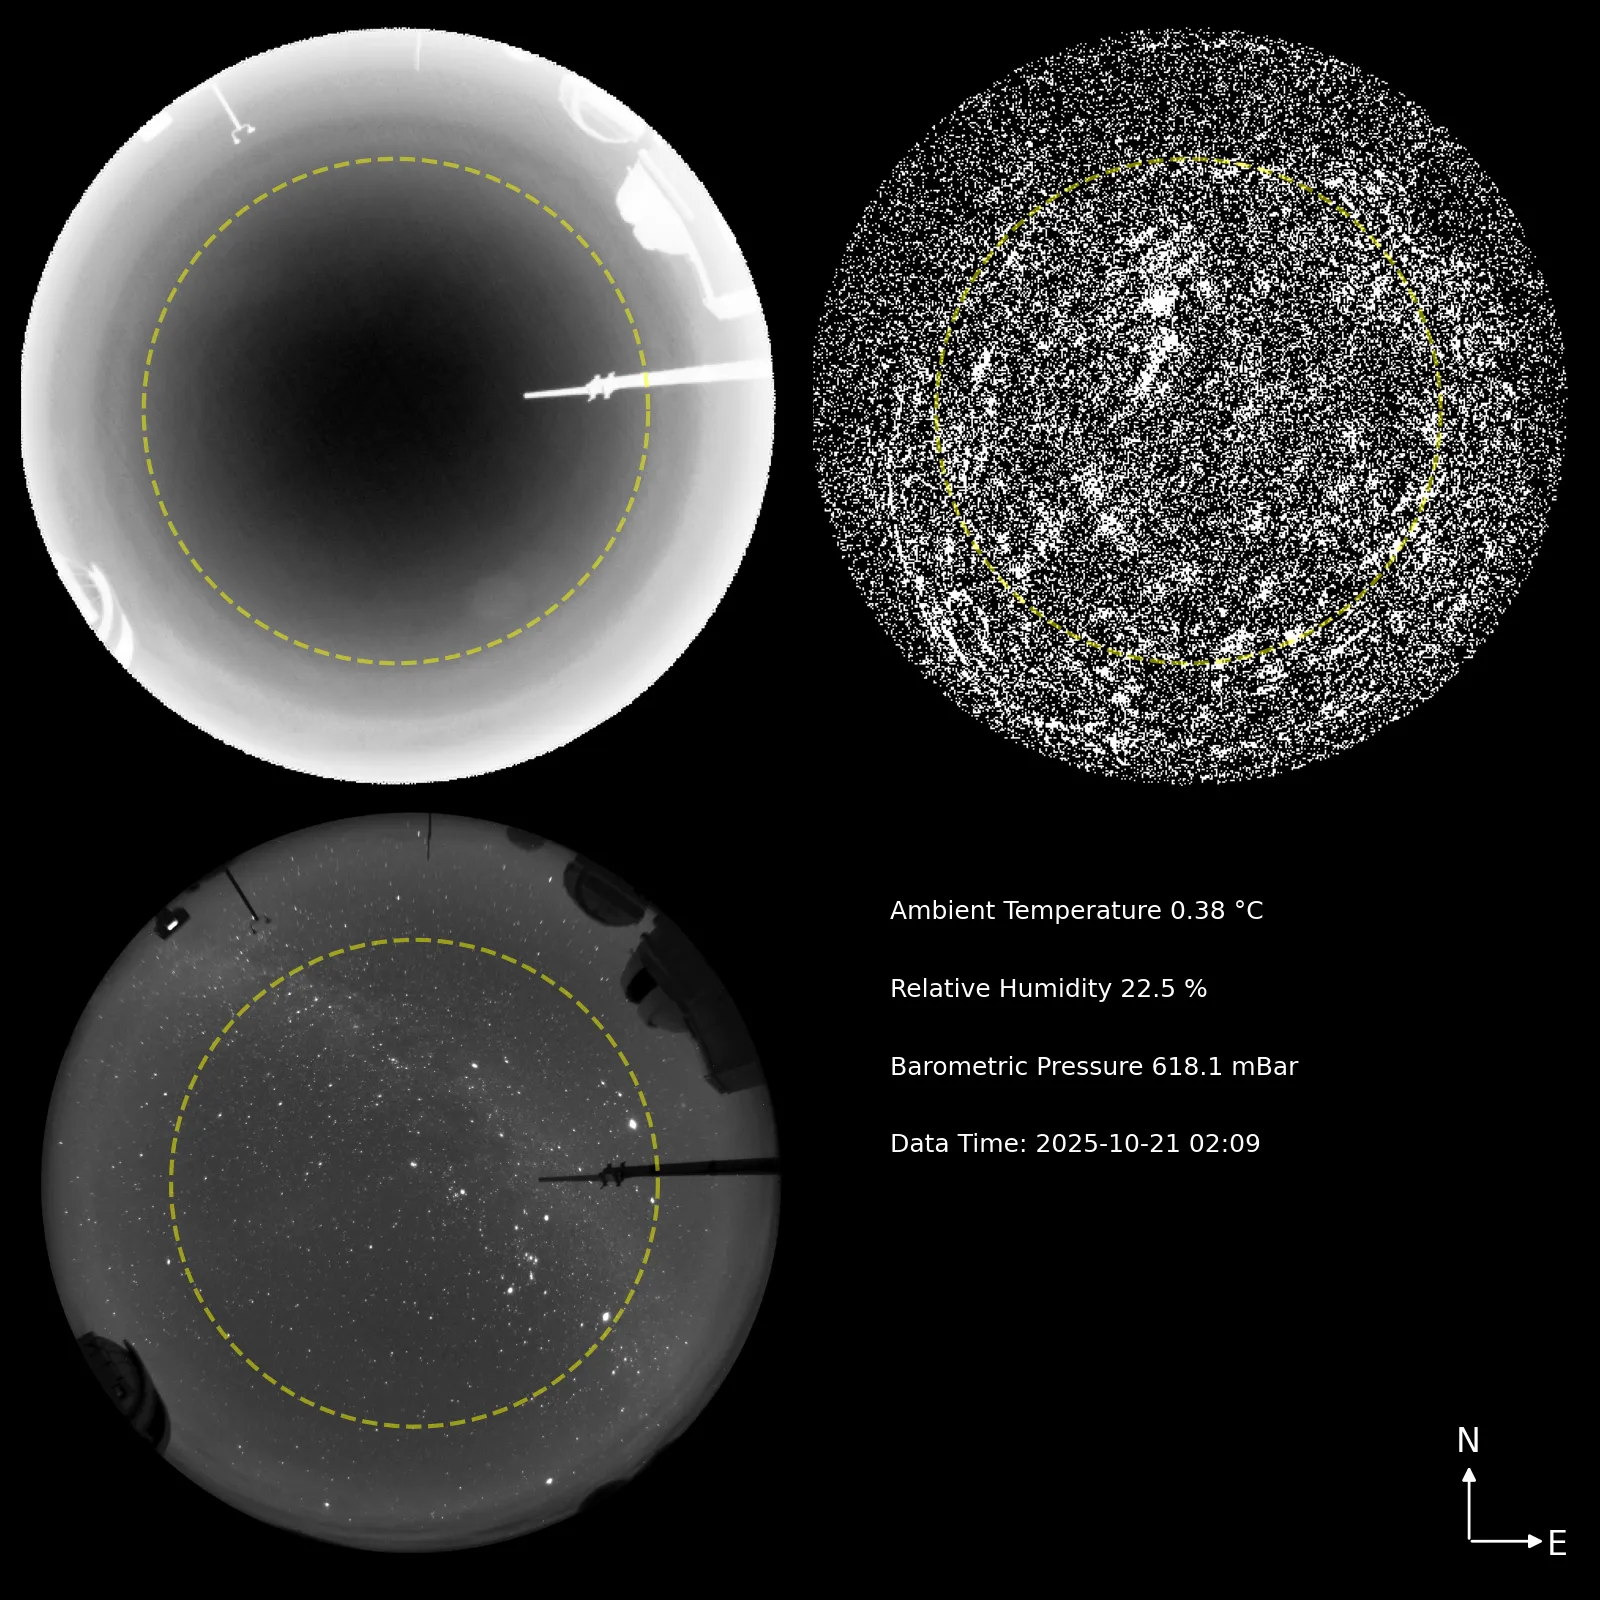 Ambient Temperature 0.38 °C
Relative Humidity 22.5 %
Barometric Pressure 618.1 mBar
Data Time: 2025-10-21 02:09
N
E